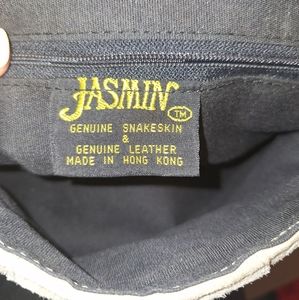 JASMIN TM
GENUINE SNAKESKIN
&
GENUINE LEATHER
MADE IN HONG KONG